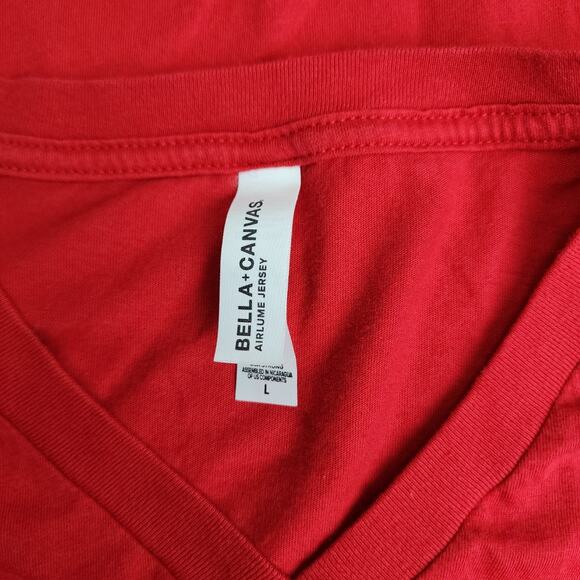 BELLA+CANVAS.
AIRLUME JERSEY
ASSEMBLED IN NICARAGUA
OF US COMPONENTS
L